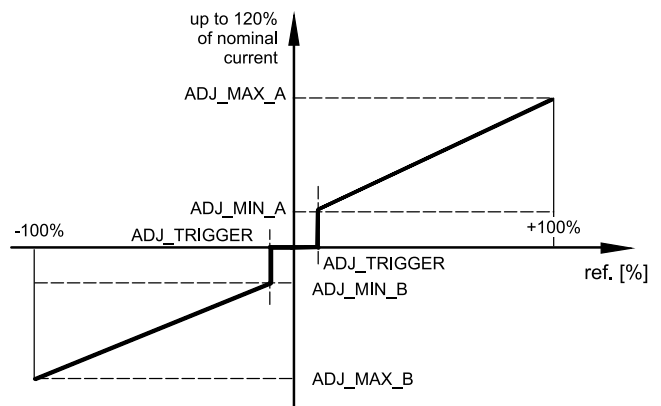 up to 120%
of nominal
current
ADJ_MAX_A
ADJ_MIN_A
-100%
ADJ_TRIGGER
+100%
ADJ_TRIGGER
ref. [%]
ADJ_MIN_B
ADJ_MAX_B